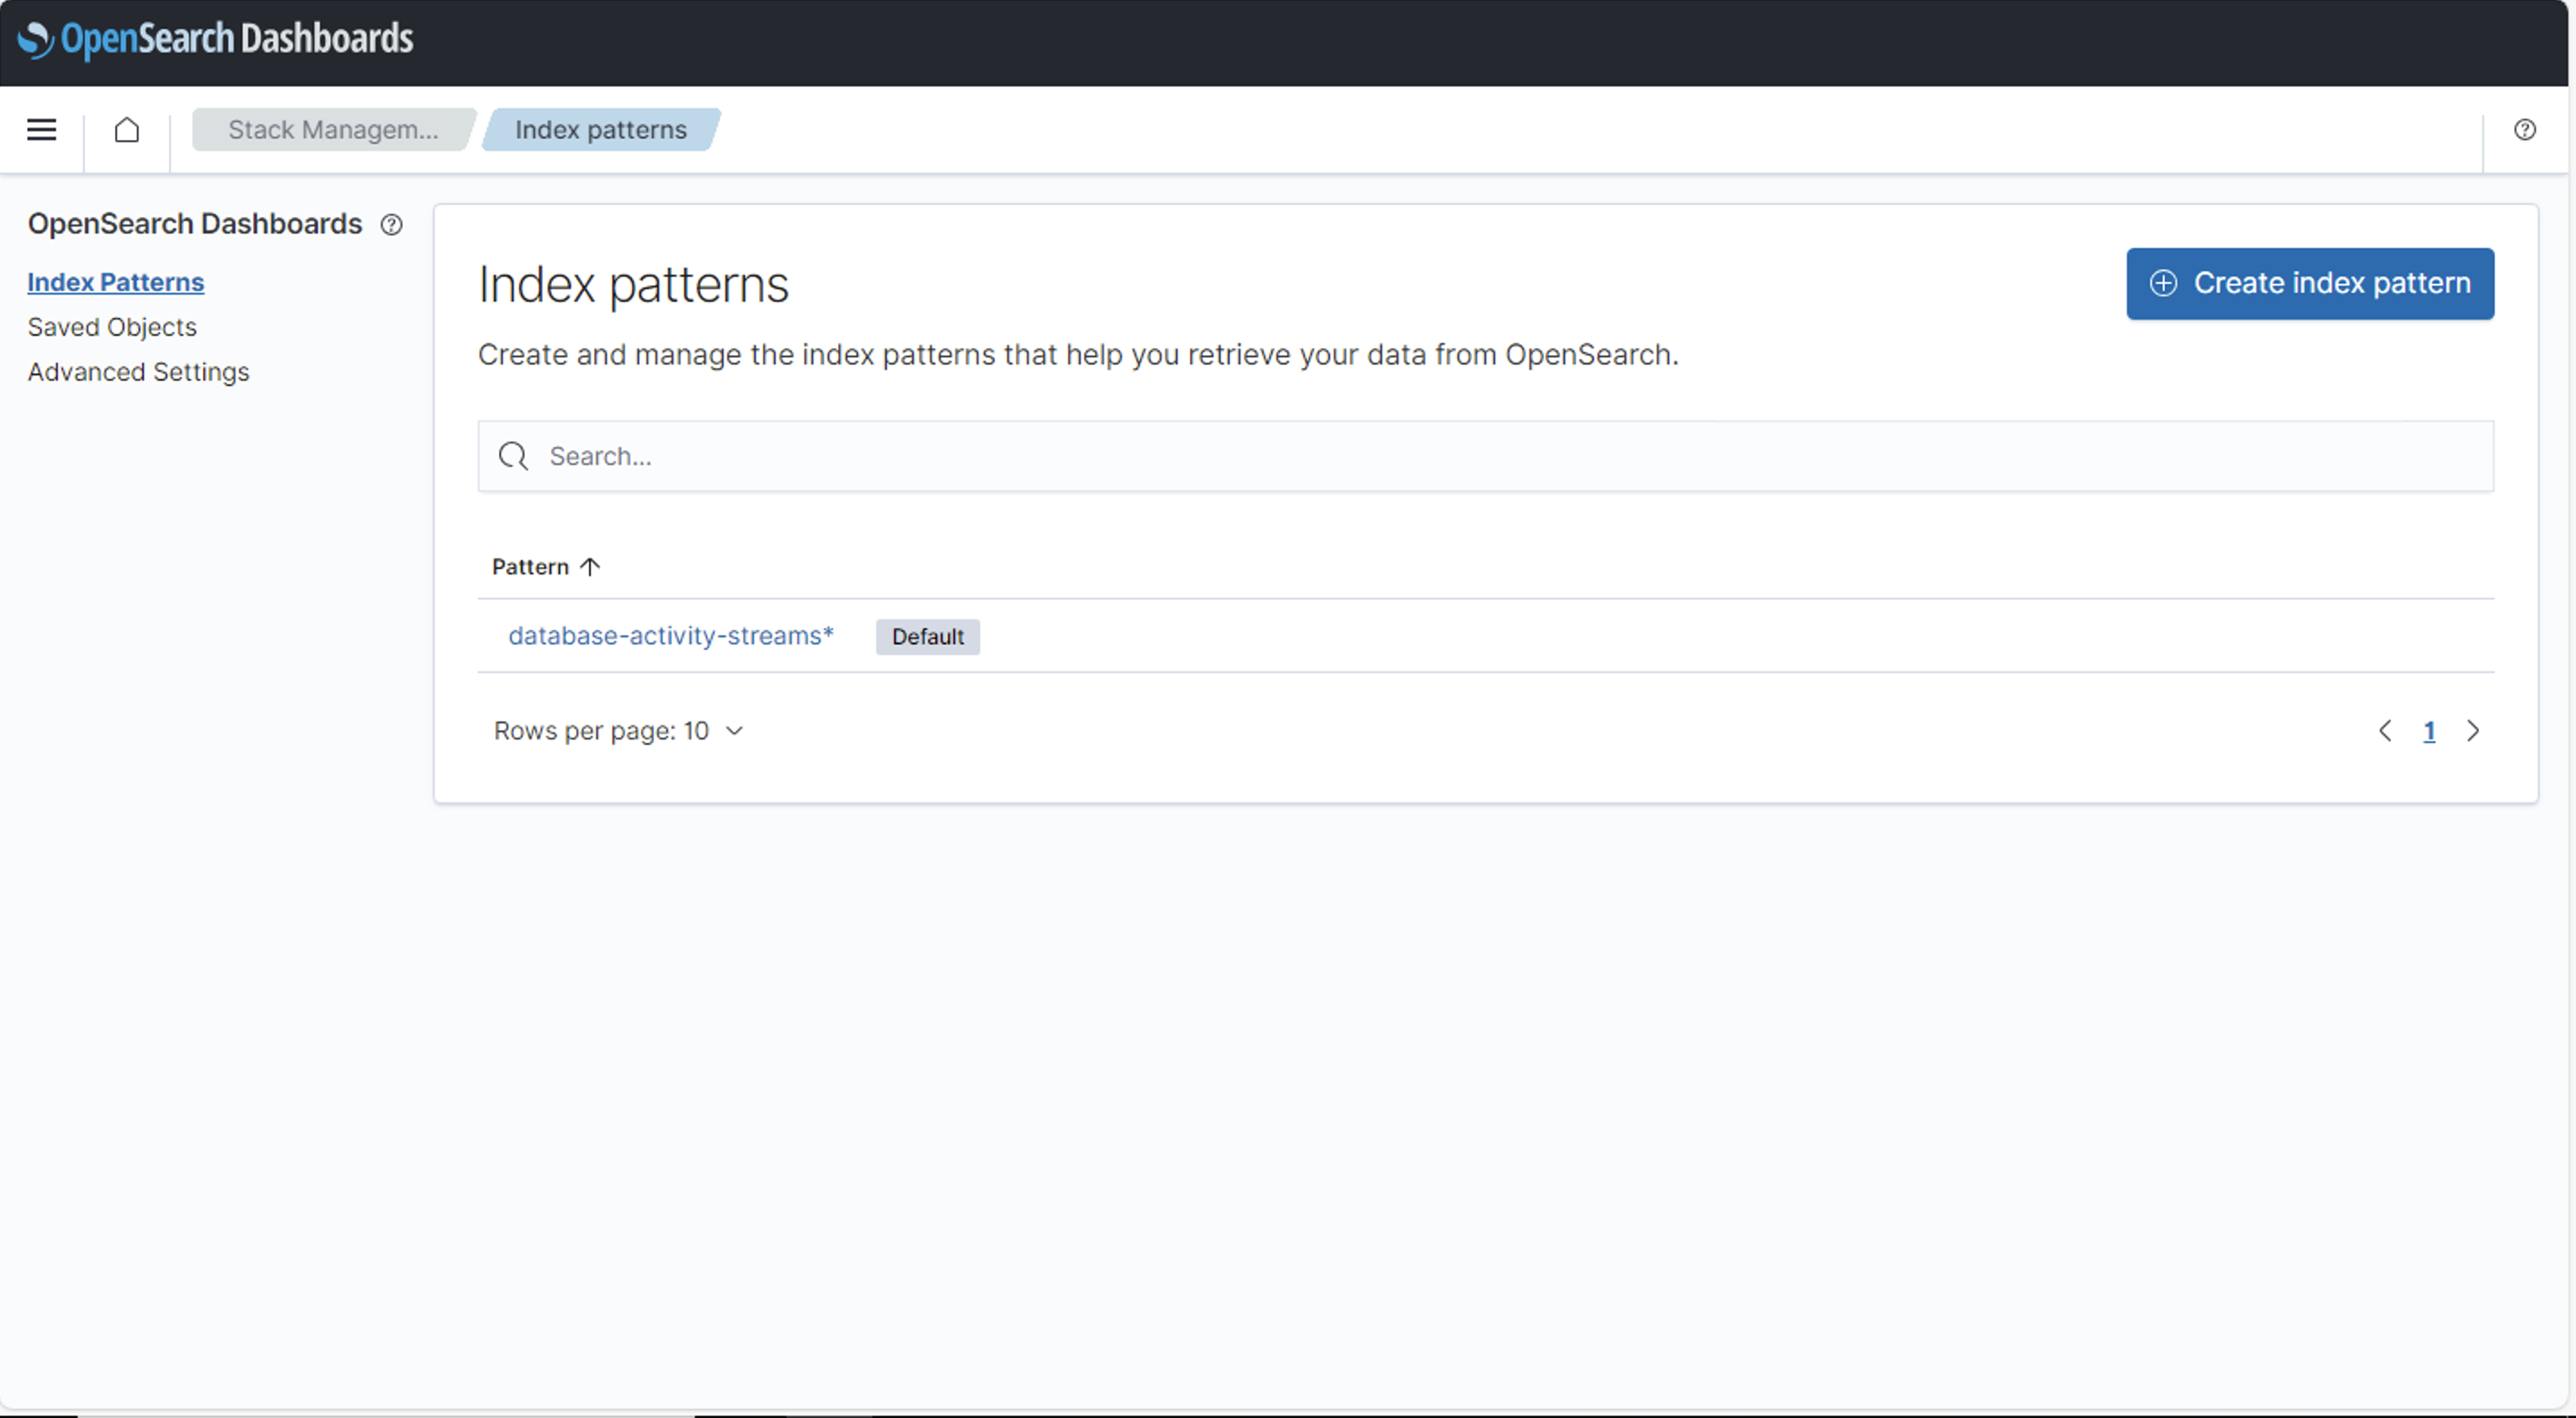 OpenSearch Dashboards
Stack Managem...
Index patterns
OpenSearch Dashboards
Index Patterns
Saved Objects
Advanced Settings
Index patterns
Create index pattern
Create and manage the index patterns that help you retrieve your data from OpenSearch.
Search...
Pattern
database-activity-streams* Default
Rows per page: 10
1